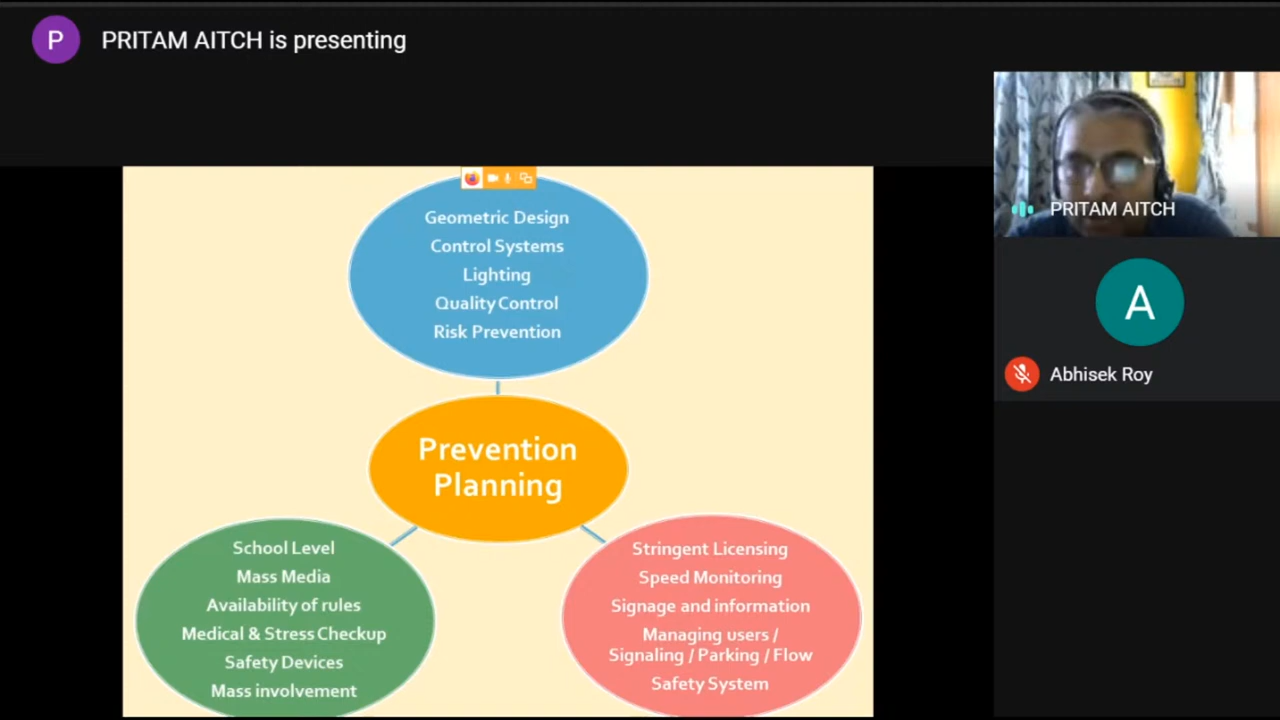 P
PRITAM AITCH is presenting
Geometric Design
Control Systems
Lighting
Quality Control
Risk Prevention
Prevention
Planning
School Level
Mass Media
Availability of rules
Medical & Stress Checkup
Safety Devices
Mass involvement
Stringent Licensing
Speed Monitoring
Signage and information
Managing users /
Signaling / Parking / Flow
Safety System
PRITAM AITCH
A
Abhisek Roy